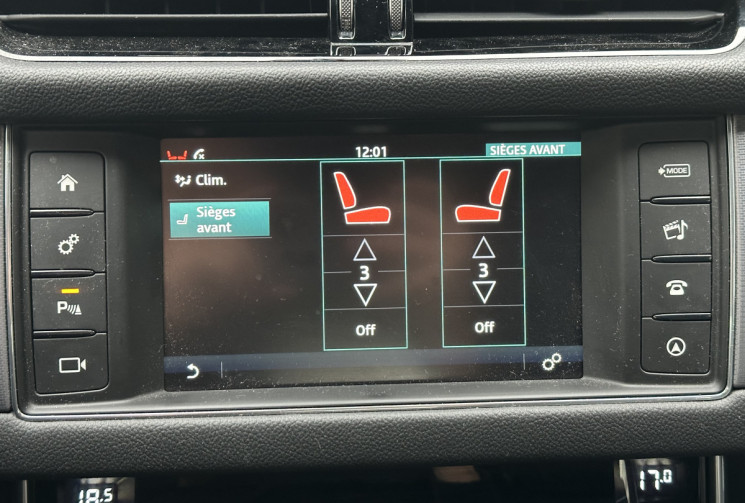 12:01
SIÈGES AVANT
MODE
Clim.
Sièges
avant
3
3
P
Off
Off
18.5
17.0